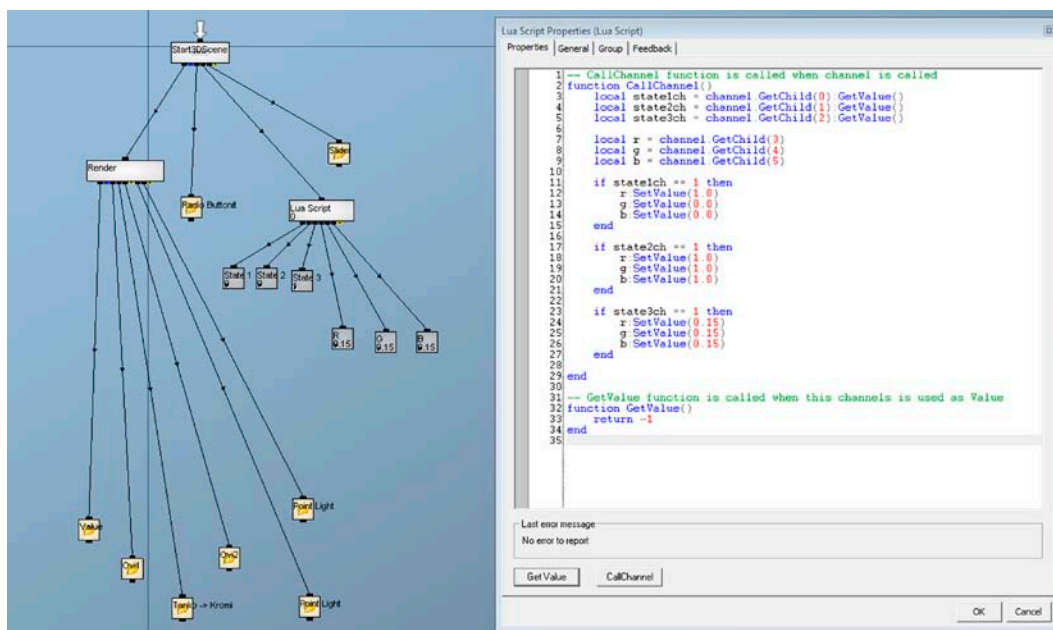 Start3DScene
Slider
Render
Radio Buttonit
Lua Script
0
State 1
0
State 2
0
State 3
1
R
0.15
G
0.15
B
0.15
Point Light
Value
Ovi1
Ovi2
Tanko -> Kromi
Point Light
Lua Script Properties (Lua Script)
Properties General Group Feedback
1 -- CallChannel function is called when channel is called
2 function CallChannel()
3 local state1ch = channel.GetChild(0):GetValue()
4 local state2ch = channel.GetChild(1):GetValue()
5 local state3ch = channel.GetChild(2):GetValue()
6
7 local r = channel.GetChild(3)
8 local g = channel.GetChild(4)
9 local b = channel.GetChild(5)
10
11 if state1ch == 1 then
12 r:SetValue(1.0)
13 g:SetValue(0.0)
14 b:SetValue(0.0)
15 end
16
17 if state2ch == 1 then
18 r:SetValue(1.0)
19 g:SetValue(1.0)
20 b:SetValue(1.0)
21 end
22
23 if state3ch == 1 then
24 r:SetValue(0.15)
25 g:SetValue(0.15)
26 b:SetValue(0.15)
27 end
28
29 end
30
31 -- GetValue function is called when this channels is used as Value
32 function GetValue()
33 return -1
34 end
35
Last error message
No error to report
Get Value CallChannel
OK Cancel